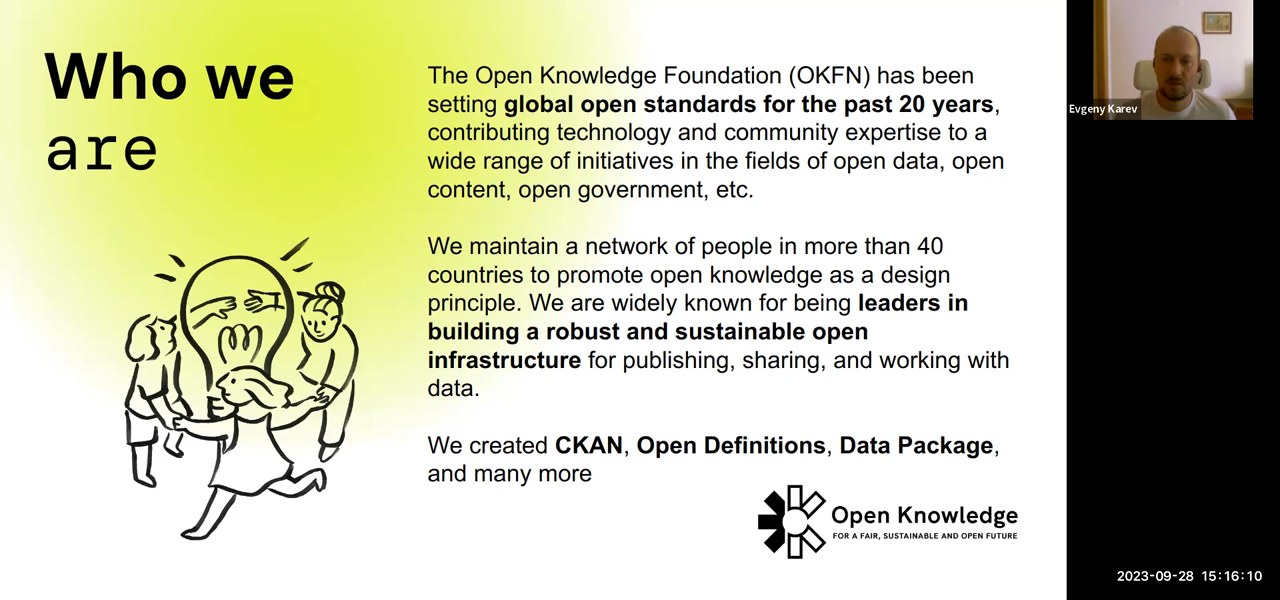 Who we
are
The Open Knowledge Foundation (OKFN) has been
setting global open standards for the past 20 years,
contributing technology and community expertise to a
wide range of initiatives in the fields of open data, open
content, open government, etc.
We maintain a network of people in more than 40
countries to promote open knowledge as a design
principle. We are widely known for being leaders in
building a robust and sustainable open
infrastructure for publishing, sharing, and working with
data.
We created CKAN, Open Definitions, Data Package,
and many more
Open Knowledge
FOR A FAIR, SUSTAINABLE AND OPEN FUTURE
Evgeny Karev
2023-09-28 15:16:10